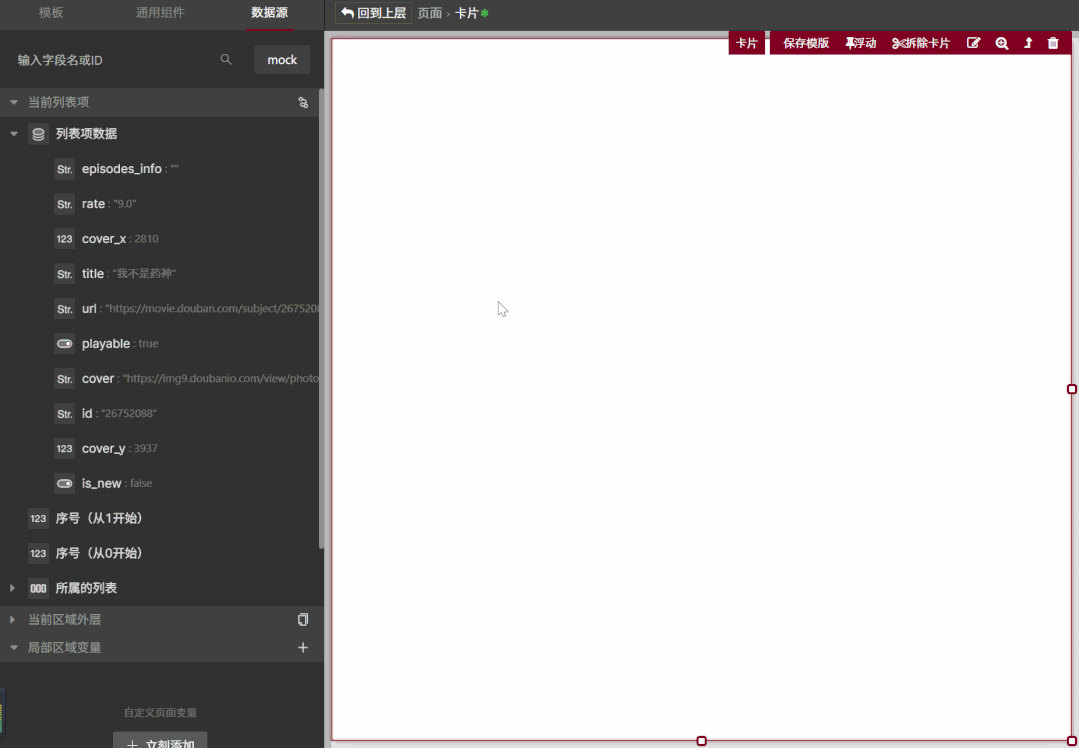 模板 通用组件 数据源 回到上层 页面 › 卡片✱
输入字段名或ID mock
卡片 保存模版 浮动 拆除卡片
当前列表项
列表项数据
Str. episodes_info : ""
Str. rate : "9.0"
123 cover_x : 2810
Str. title : "我不是药神"
Str. url : "https://movie.douban.com/subject/2675208
playable : true
Str. cover : "https://img9.doubanio.com/view/photo
Str. id : "26752088"
123 cover_y : 3937
is_new : false
123 序号（从1开始）
123 序号（从0开始）
所属的列表
当前区域外层
局部区域变量 +
自定义页面变量
+ 立刻添加